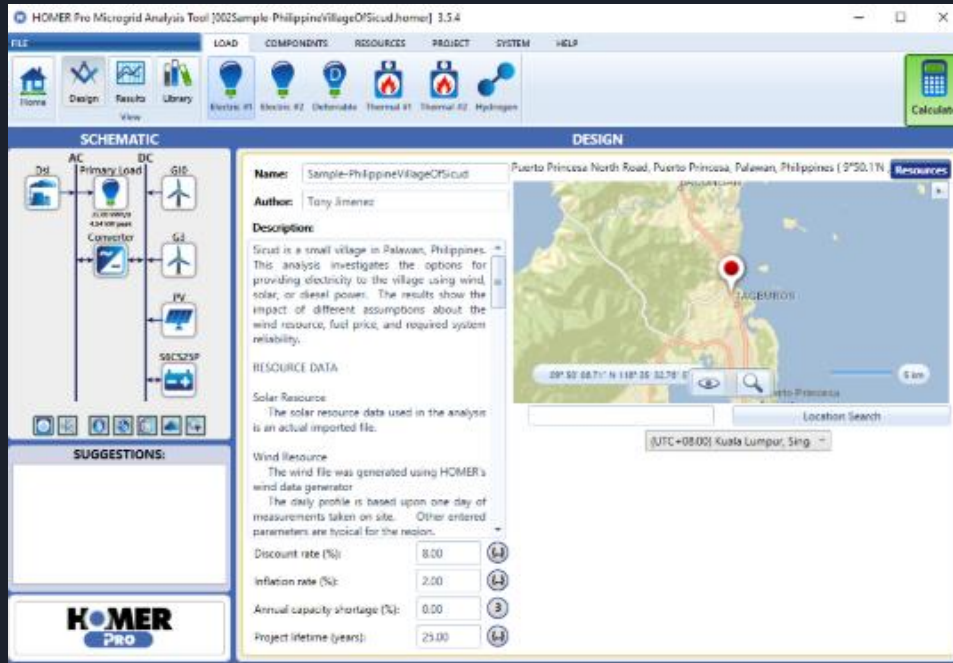 HOMER Pro Microgrid Analysis Tool [002Sample-PhilippineVillageOfSicud.homer] 3.5.4
FILE
LOAD COMPONENTS RESOURCES PROJECT SYSTEM HELP
Home Design Results Library Electric #1 Electric #2 Deferrable Thermal #1 Thermal #2 Hydrogen
View
Calculate
SCHEMATIC
AC DC
Dsl Primary Load G10
4.54 kW peak
Converter G3
PV
S6CS25P
SUGGESTIONS:
HOMER
PRO
DESIGN
Name: Sample-PhilippineVillageOfSicud
Author: Tony Jimenez
Description:
Sicud is a small village in Palawan, Philippines.
This analysis investigates the options for
providing electricity to the village using wind,
solar, or diesel power. The results show the
impact of different assumptions about the
wind resource, fuel price, and required system
reliability.
RESOURCE DATA
Solar Resource
The solar resource data used in the analysis
is an actual imported file.
Wind Resource
The wind file was generated using HOMER's
wind data generator
The daily profile is based upon one day of
measurements taken on site. Other entered
parameters are typical for the region.
Discount rate (%): 8.00
Inflation rate (%): 2.00
Annual capacity shortage (%): 0.00 3
Project lifetime (years): 25.00
Puerto Princesa North Road, Puerto Princesa, Palawan, Philippines ( 9°50.1'N
Resources
TAGBUROS
5 km
Puerto Princesa
Location Search
(UTC+08:00) Kuala Lumpur, Sing